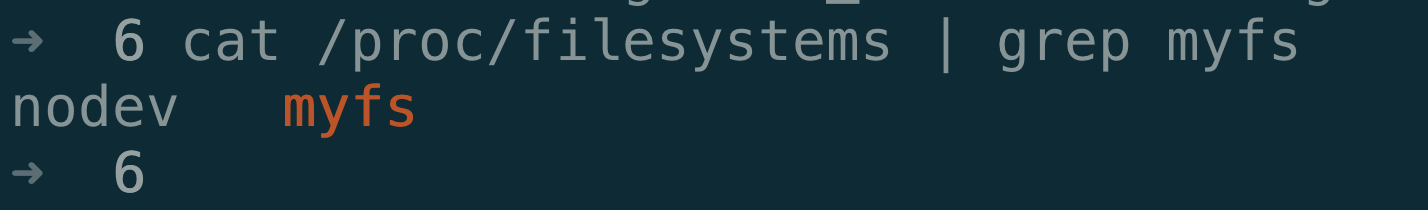 ➜  6 cat /proc/filesystems | grep myfs
nodev   myfs
➜  6